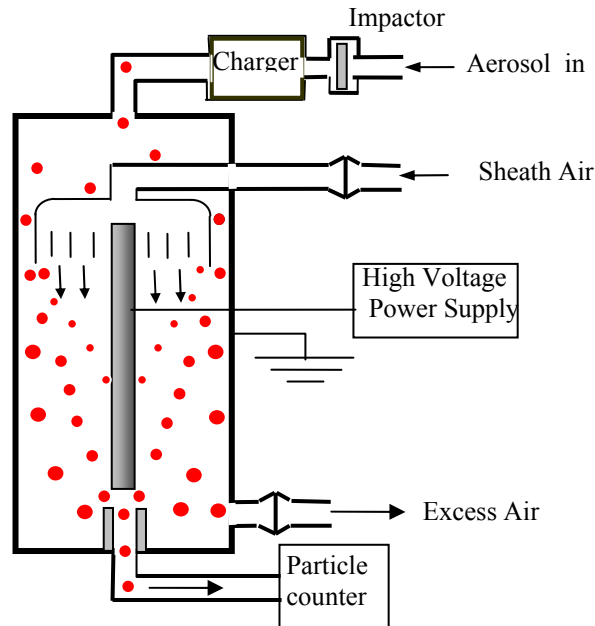 Impactor
Charger
Aerosol in
Sheath Air
High Voltage
Power Supply
Excess Air
Particle
counter